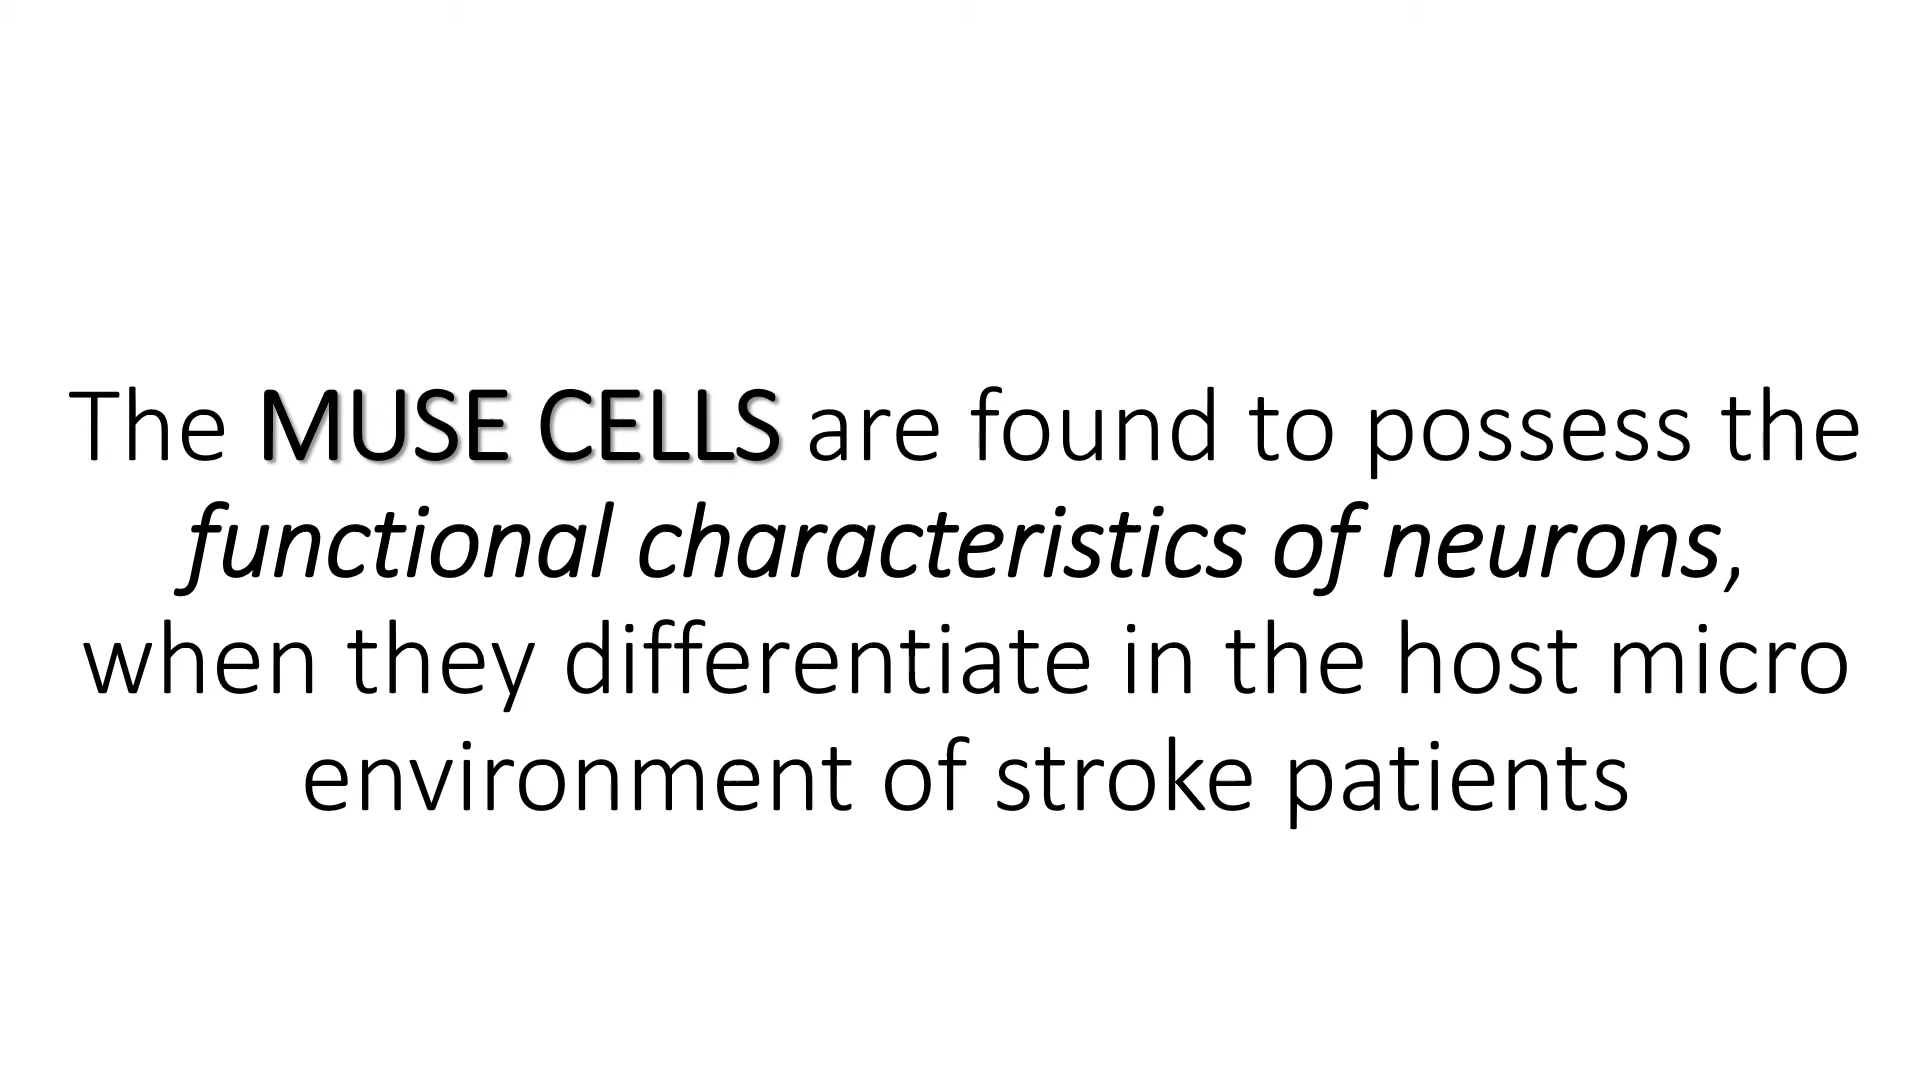 The MUSE CELLS are found to possess the
functional characteristics of neurons,
when they differentiate in the host micro
environment of stroke patients